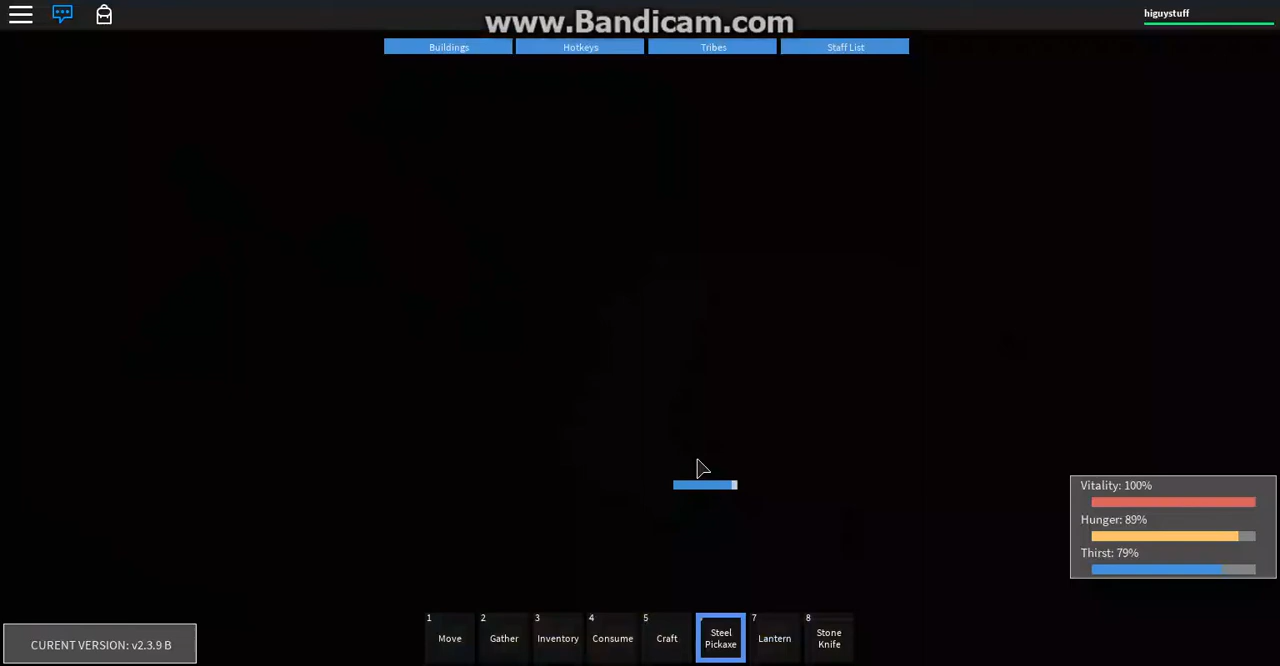 www.Bandicam.com
higuystuff
Buildings Hotkeys Tribes Staff List
Vitality: 100%
Hunger: 89%
Thirst: 79%
1 2 3 4 5 7 8
Move Gather Inventory Consume Craft Steel Pickaxe Lantern Stone Knife
CURENT VERSION: v2.3.9 B